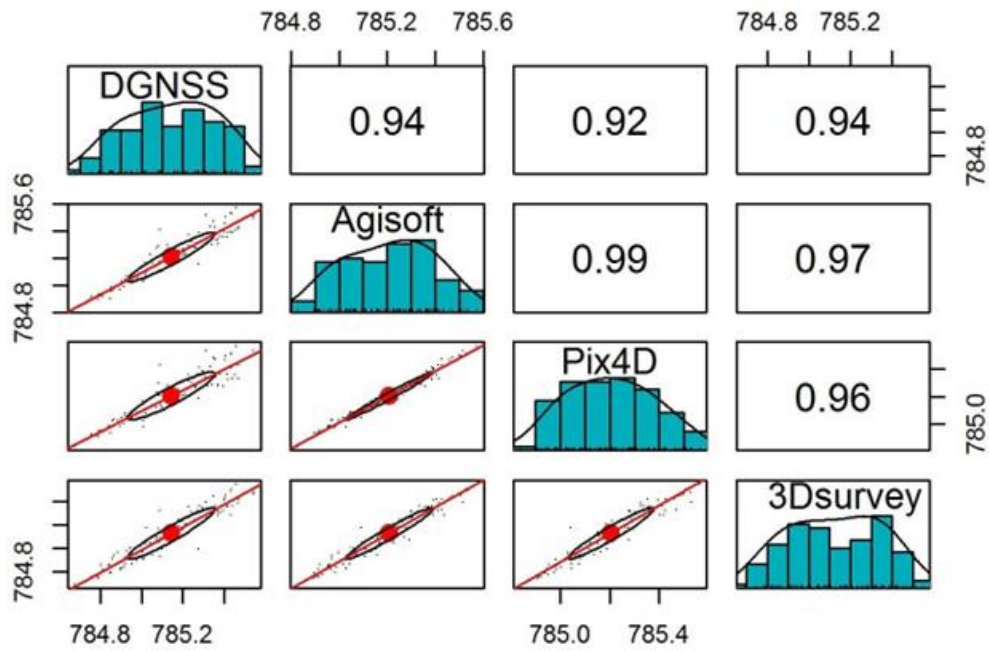 784.8 785.2 785.6 784.8 785.2
DGNSS 0.94 0.92 0.94
784.8
785.6
Agisoft 0.99 0.97
784.8
Pix4D 0.96
785.0
3Dsurvey
784.8
784.8 785.2 785.0 785.4